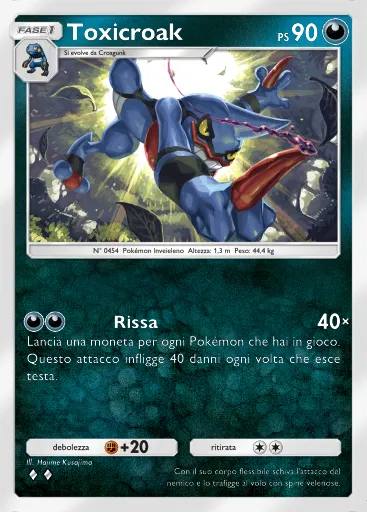 FASE 1
Toxicroak
PS 90
Si evolve da Croagunk
N° 0454 Pokémon Inveieleno Altezza: 1,3 m Peso: 44,4 kg
Rissa 40×
Lancia una moneta per ogni Pokémon che hai in gioco.
Questo attacco infligge 40 danni ogni volta che esce
testa.
debolezza +20
ritirata
Ill. Hajime Kusajima
Con il suo corpo flessibile schiva l'attacco del
nemico e lo trafigge al volo con spine velenose.